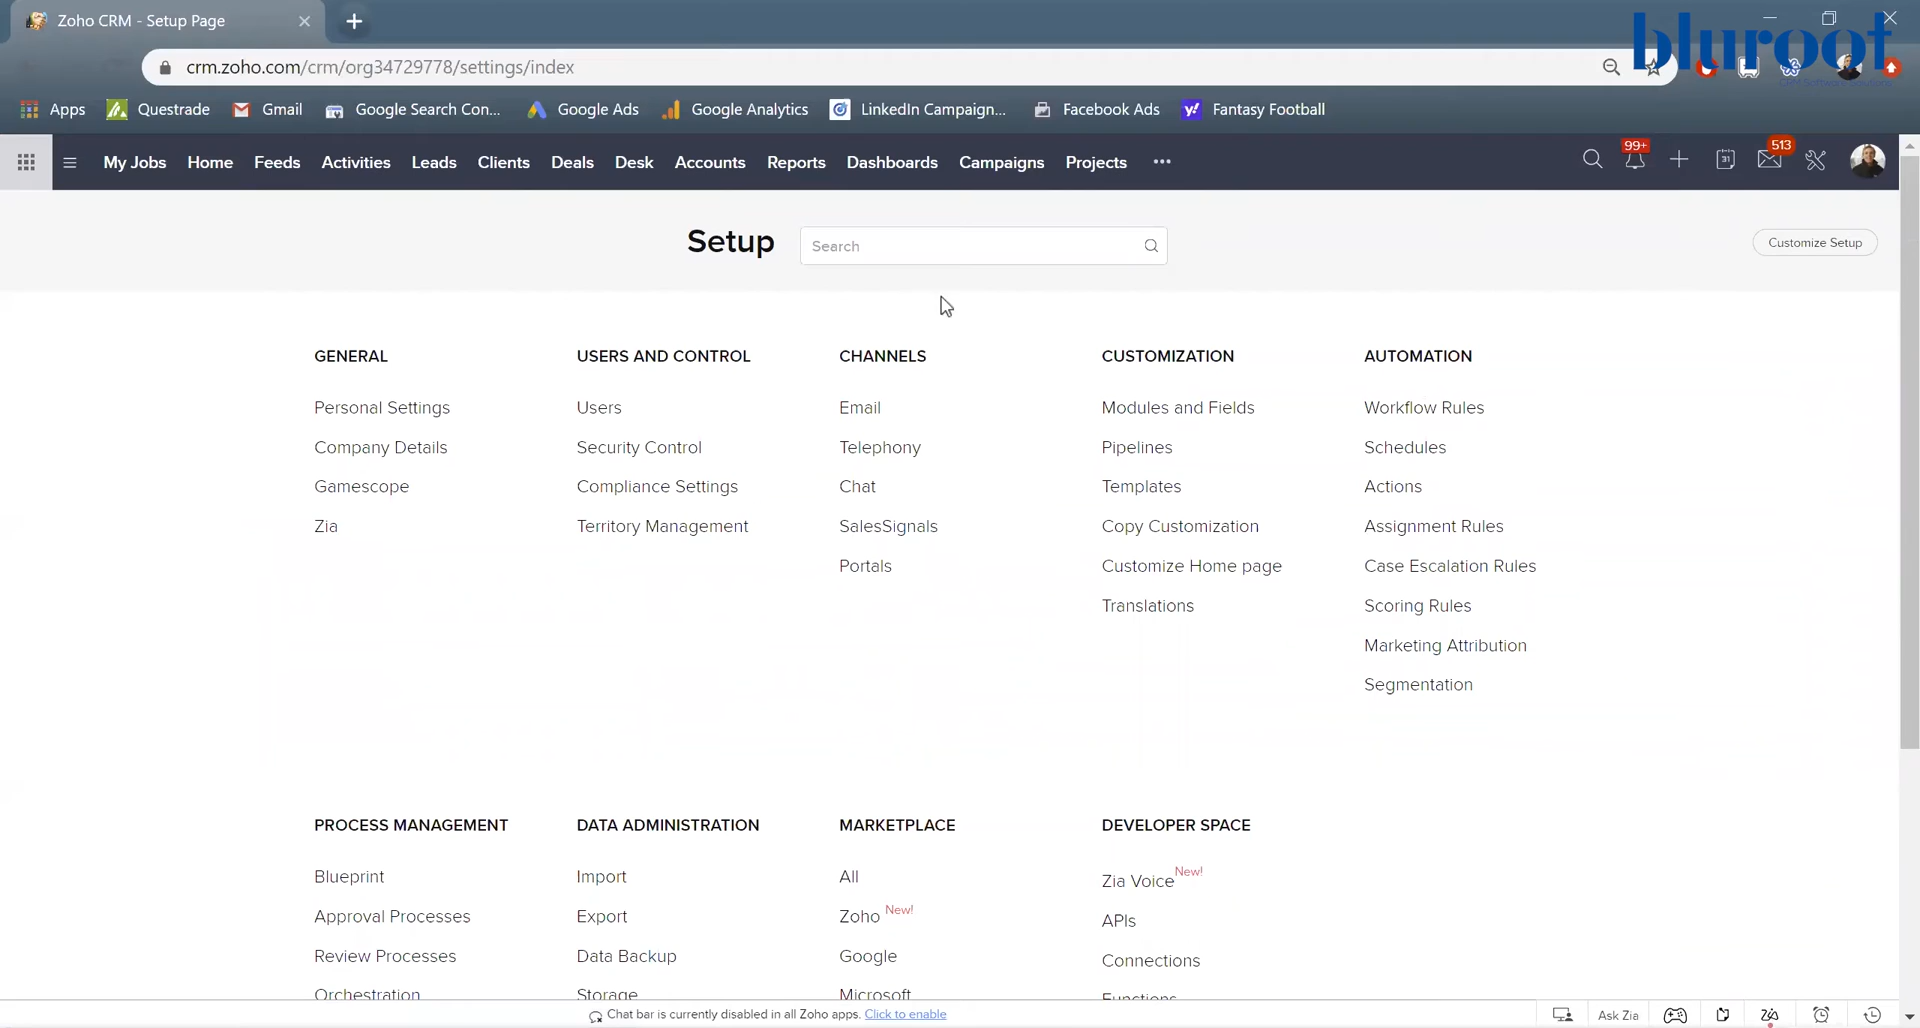 Zoho CRM - Setup Page
bluroot
crm.zoho.com/crm/org34729778/settings/index
Apps Questrade Gmail Google Search Con... Google Ads Google Analytics LinkedIn Campaign... Facebook Ads Fantasy Football
My Jobs Home Feeds Activities Leads Clients Deals Desk Accounts Reports Dashboards Campaigns Projects ••• 99+ 31 513
Setup Search Customize Setup
GENERAL USERS AND CONTROL CHANNELS CUSTOMIZATION AUTOMATION
Personal Settings Users Email Modules and Fields Workflow Rules
Company Details Security Control Telephony Pipelines Schedules
Gamescope Compliance Settings Chat Templates Actions
Zia Territory Management SalesSignals Copy Customization Assignment Rules
Portals Customize Home page Case Escalation Rules
Translations Scoring Rules
Marketing Attribution
Segmentation
PROCESS MANAGEMENT DATA ADMINISTRATION MARKETPLACE DEVELOPER SPACE
Blueprint Import All Zia Voice New!
Approval Processes Export Zoho New! APIs
Review Processes Data Backup Google Connections
Orchestration Storage Microsoft Functions
Chat bar is currently disabled in all Zoho apps. Click to enable Ask Zia